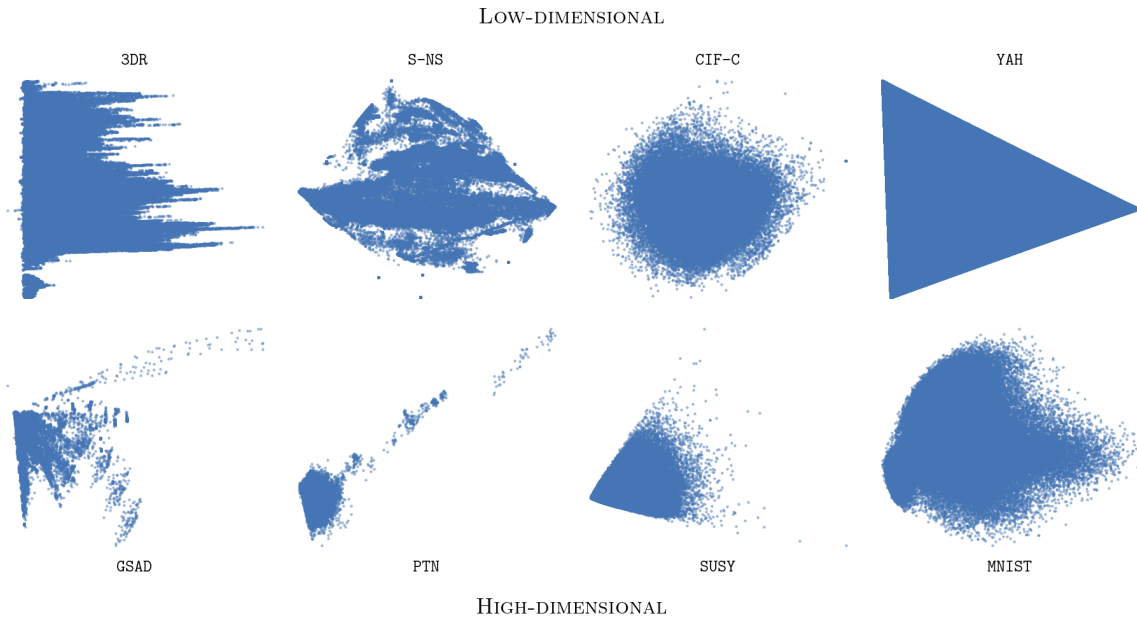 LOW-DIMENSIONAL
3DR S-NS CIF-C YAH
GSAD PTN SUSY MNIST
HIGH-DIMENSIONAL